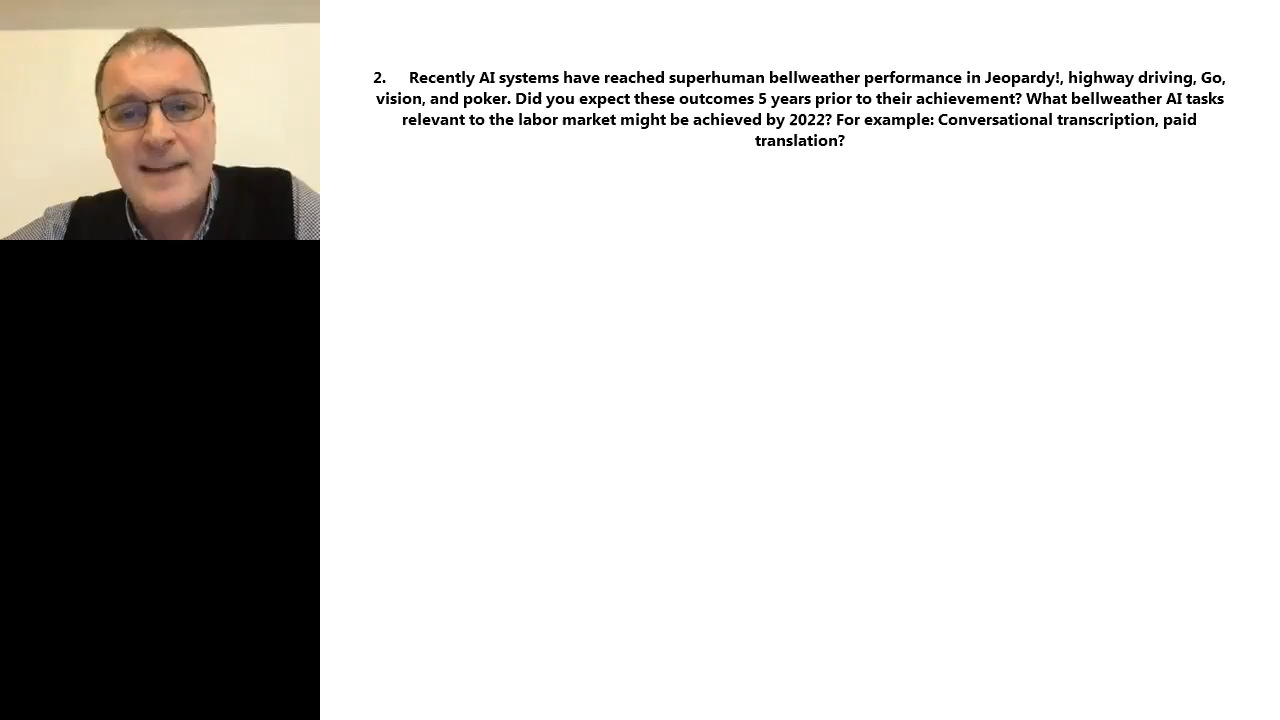 2. Recently AI systems have reached superhuman bellweather performance in Jeopardy!, highway driving, Go,
vision, and poker. Did you expect these outcomes 5 years prior to their achievement? What bellweather AI tasks
relevant to the labor market might be achieved by 2022? For example: Conversational transcription, paid
translation?